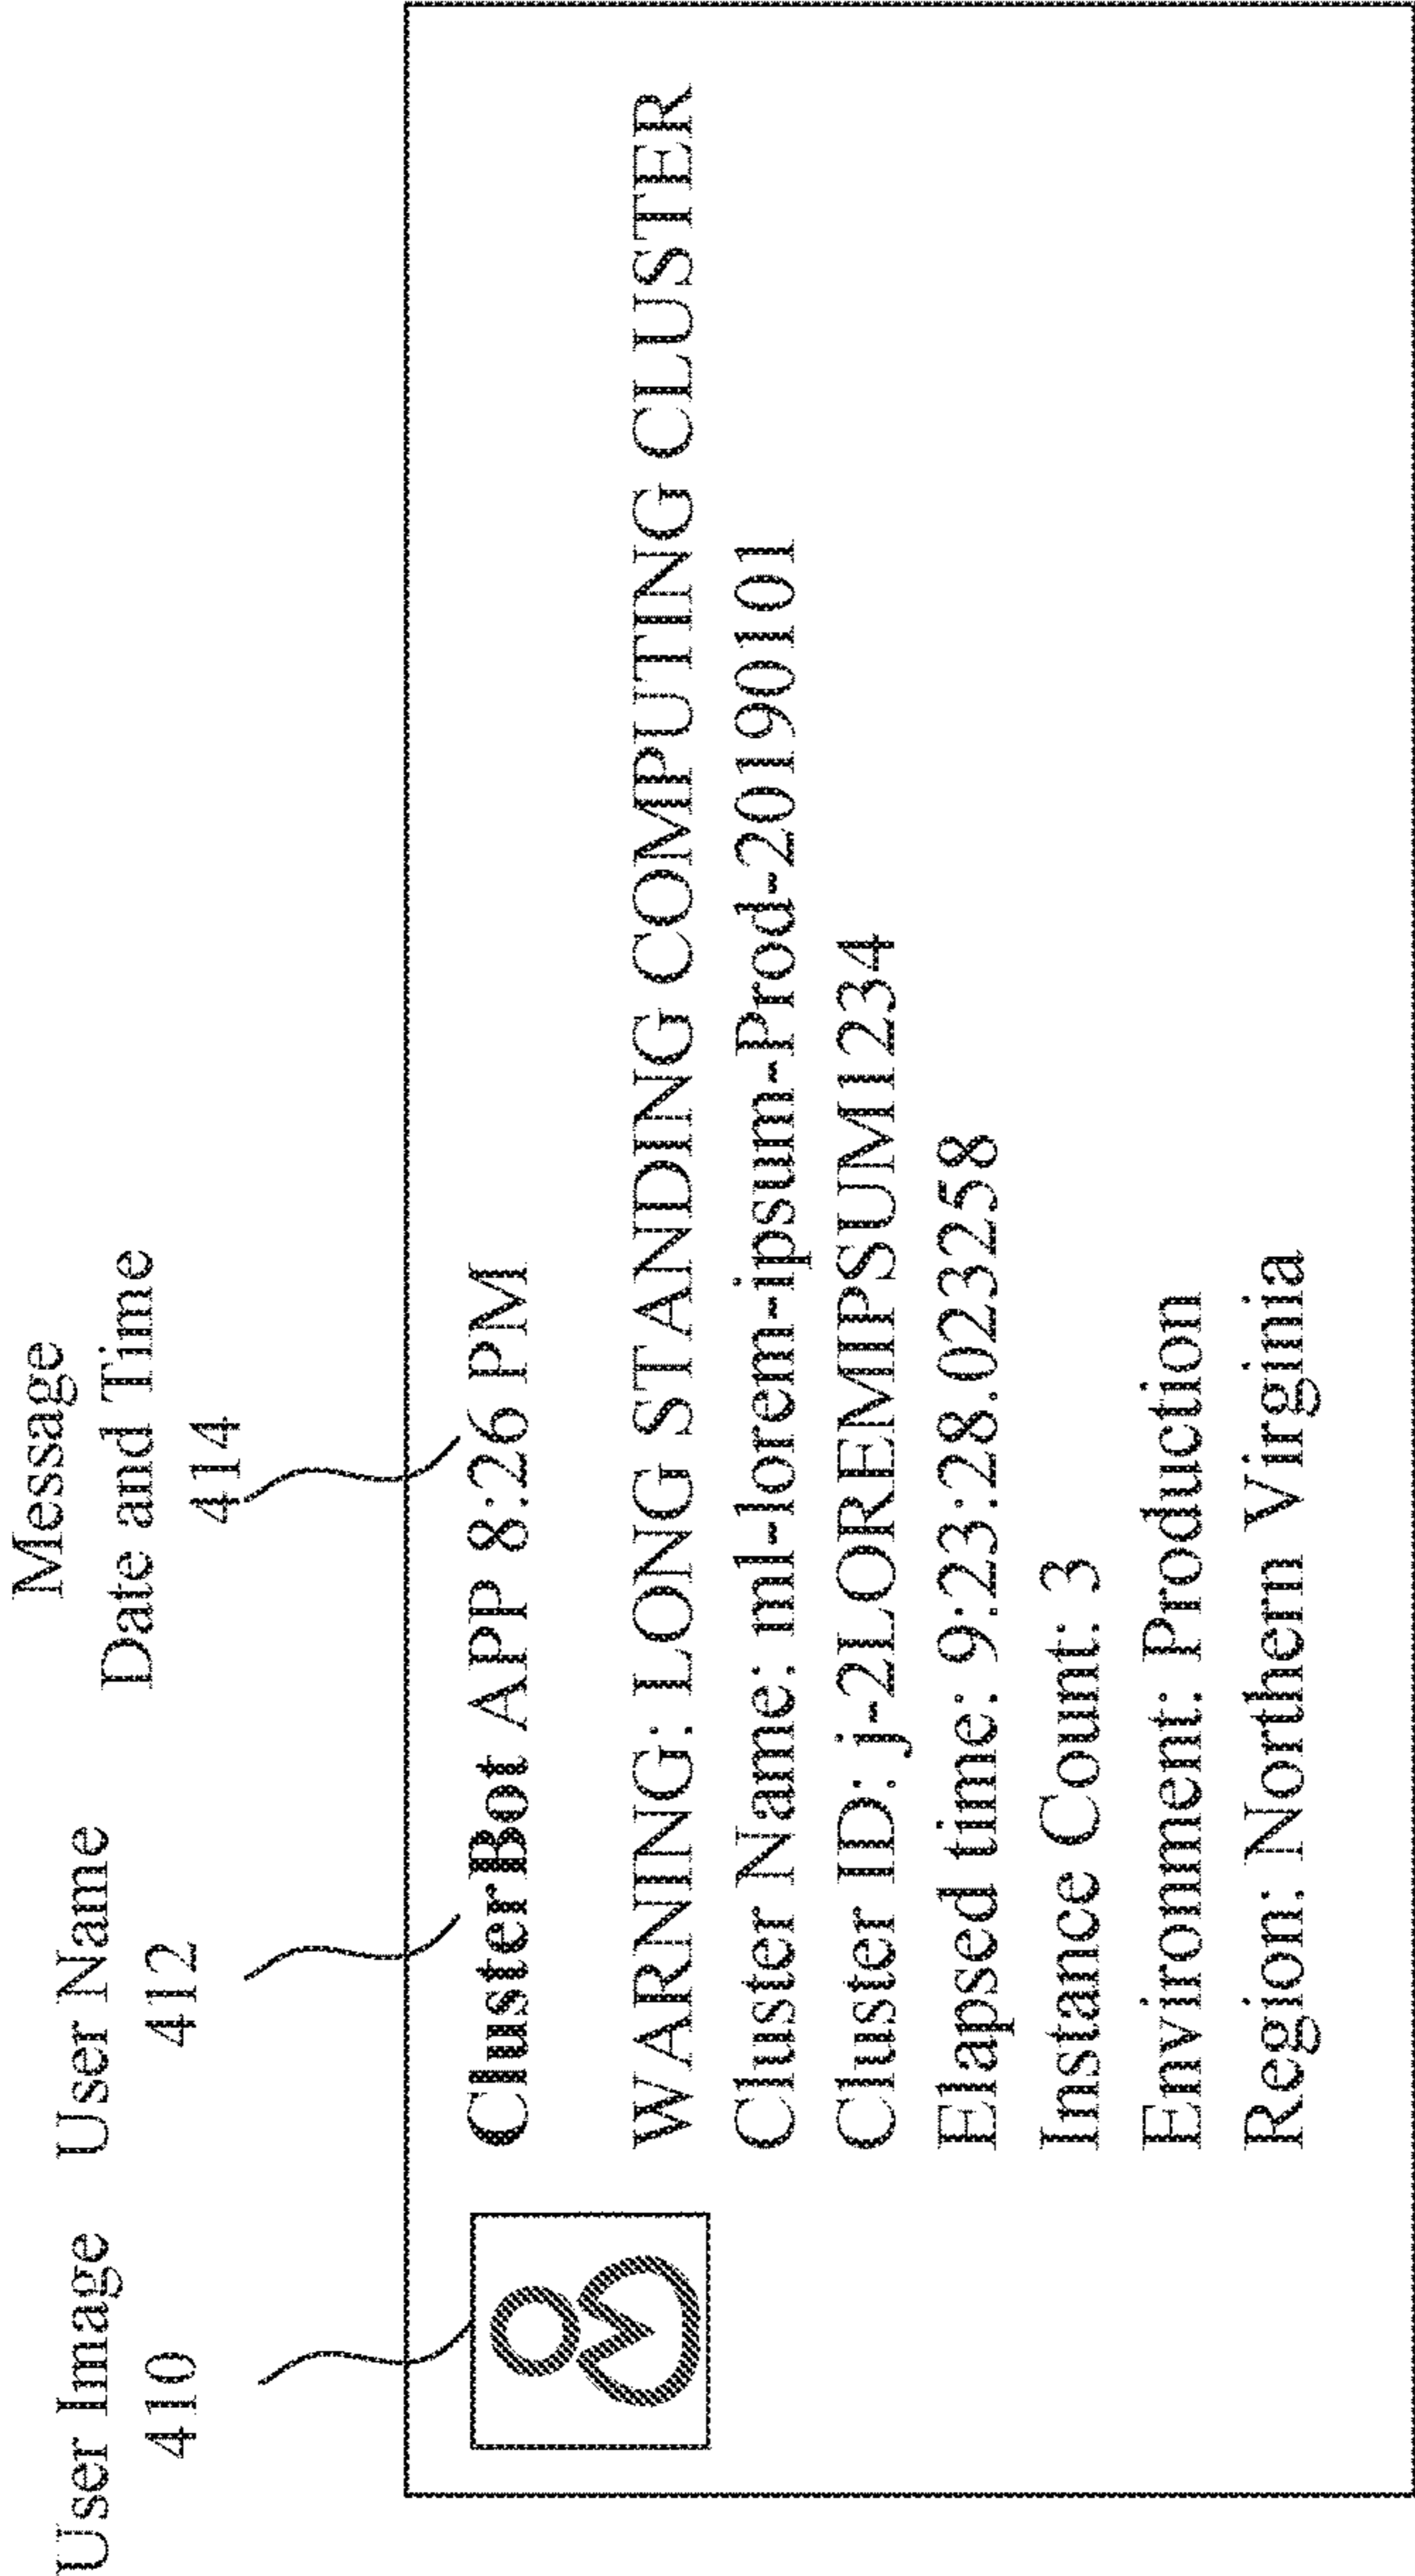 User Image
410
User Name
412
Message
Date and Time
414
ClusterBot APP 8:26 PM
WARNING: LONG STANDING COMPUTING CLUSTER
Cluster Name: ml-lorem-ipsum-Prod-20190101
Cluster ID: j-2LOREMIPSUM1234
Elapsed time: 9:23:28.023258
Instance Count: 3
Environment: Production
Region: Northern Virginia